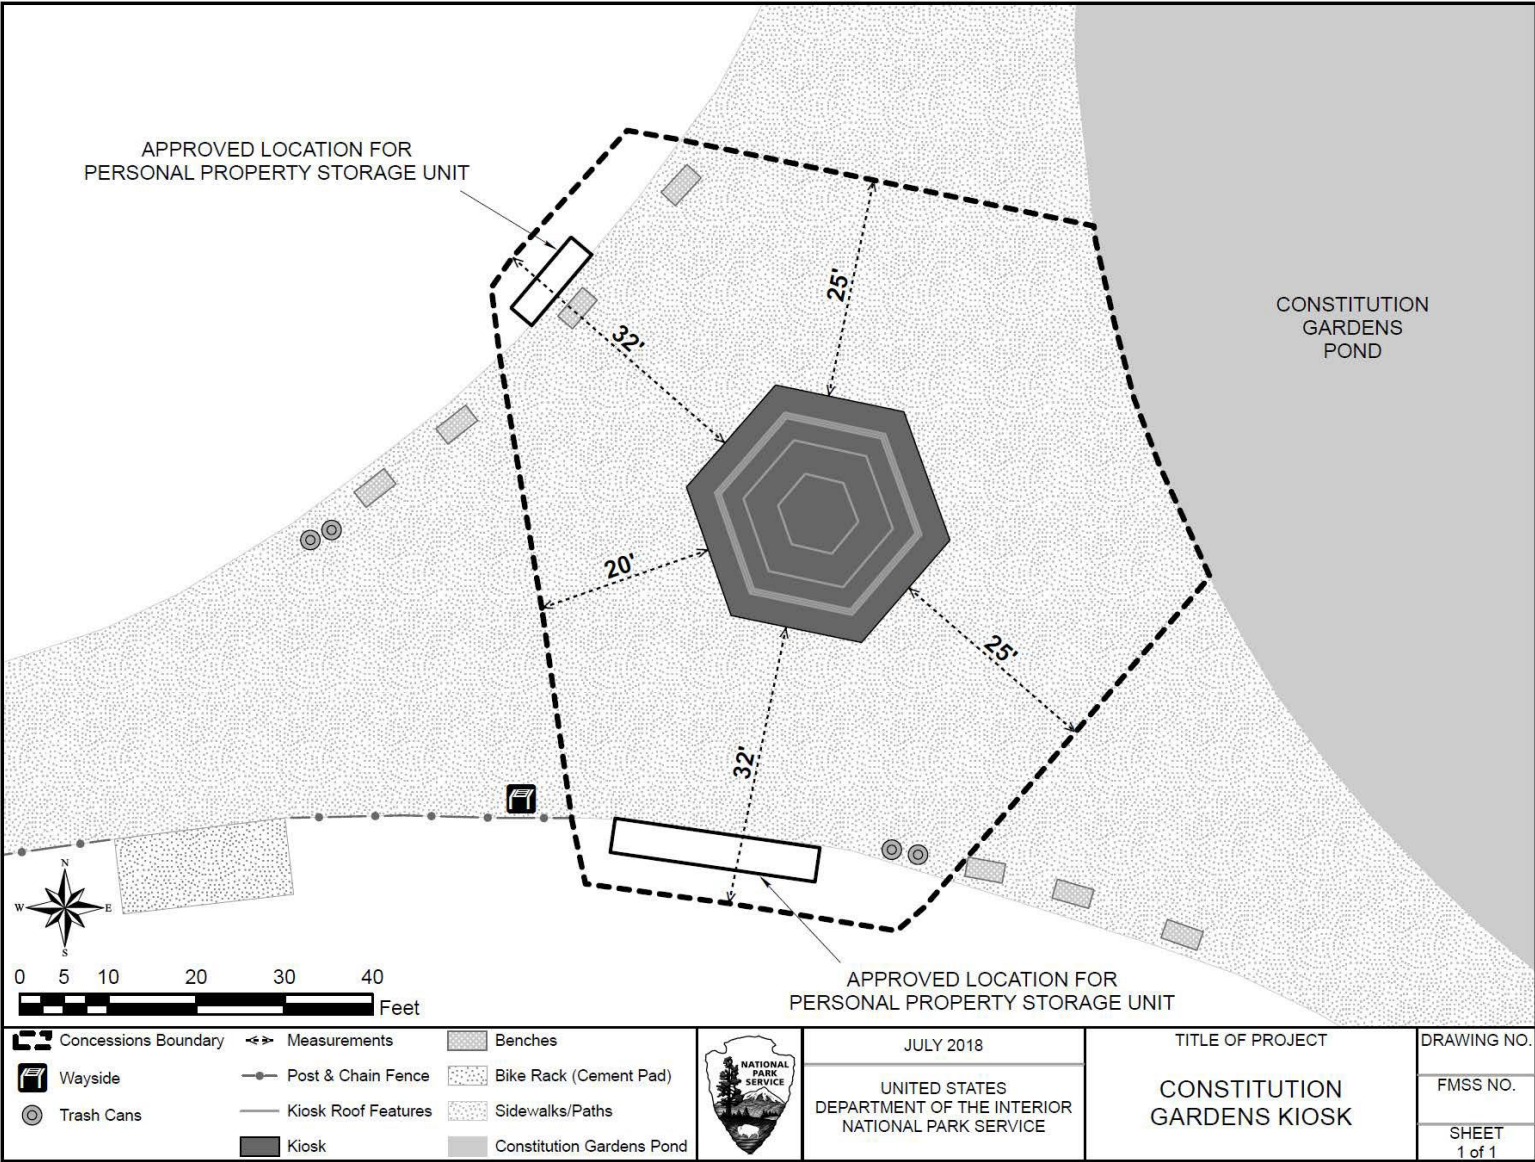 APPROVED LOCATION FOR
PERSONAL PROPERTY STORAGE UNIT
25'
32'
CONSTITUTION
GARDENS
POND
20'
25'
32'
N
W
E
S
0 5 10 20 30 40
Feet
APPROVED LOCATION FOR
PERSONAL PROPERTY STORAGE UNIT
Concessions Boundary
Wayside
Trash Cans
Measurements
Post & Chain Fence
Kiosk Roof Features
Kiosk
Benches
Bike Rack (Cement Pad)
Sidewalks/Paths
Constitution Gardens Pond
NATIONAL
PARK
SERVICE
JULY 2018
UNITED STATES
DEPARTMENT OF THE INTERIOR
NATIONAL PARK SERVICE
TITLE OF PROJECT
CONSTITUTION
GARDENS KIOSK
DRAWING NO.
FMSS NO.
SHEET
1 of 1